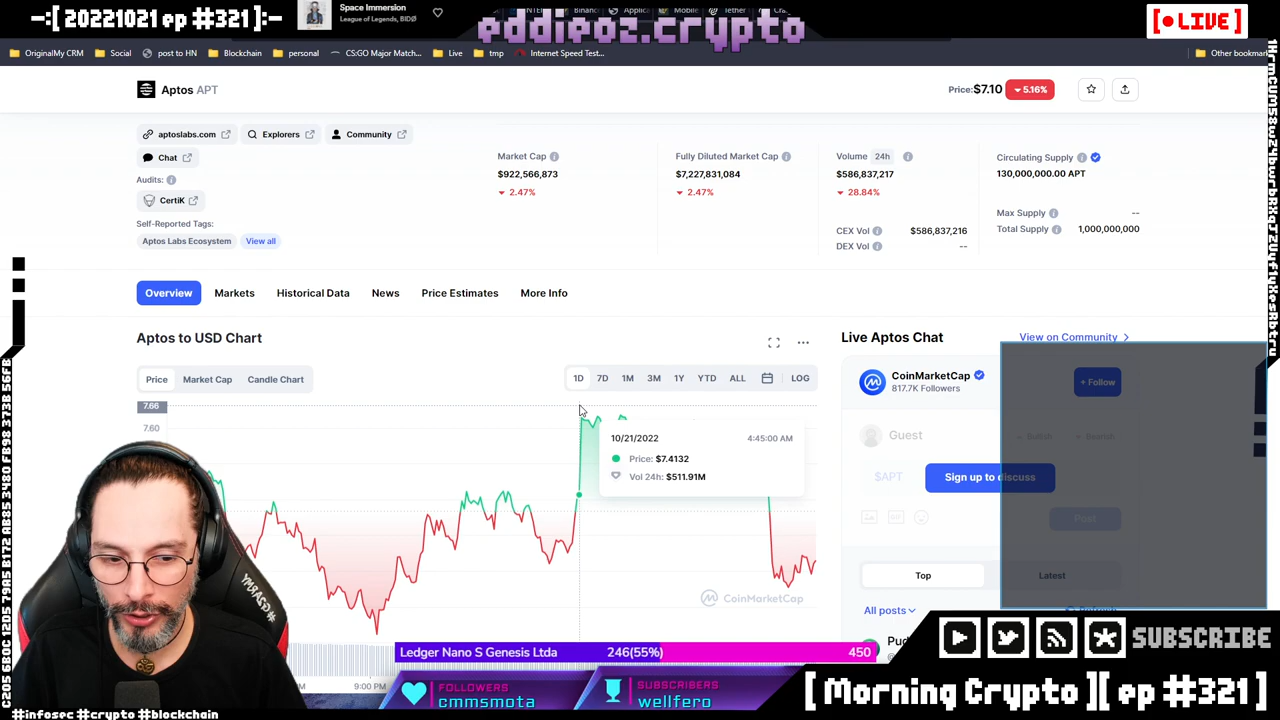 -:[ 20221021 ep #321]:-
Space Immersion
League of Legends, BIDØ
eddieoz.crypto
[●LIVE]
OriginalMy CRM
Social
post to HN
Blockchain
personal
CS:GO Major Match...
Live
tmp
Internet Speed Test...
Other bookmar
Aptos APT
Price:$7.10
5.16%
aptoslabs.com
Explorers
Community
Chat
Audits:
CertiK
Self-Reported Tags:
Aptos Labs Ecosystem
View all
Market Cap
$922,566,873
2.47%
Fully Diluted Market Cap
$7,227,831,084
2.47%
Volume 24h
$586,837,217
28.84%
CEX Vol
$586,837,216
DEX Vol
--
Circulating Supply
130,000,000.00 APT
Max Supply
--
Total Supply
1,000,000,000
Overview
Markets
Historical Data
News
Price Estimates
More Info
Aptos to USD Chart
Price
Market Cap
Candle Chart
1D
7D
1M
3M
1Y
YTD
ALL
LOG
7.66
7.60
10/21/2022
4:45:00 AM
Price: $7.4132
Vol 24h: $511.91M
CoinMarketCap
9:00 PM
Live Aptos Chat
View on Community
CoinMarketCap
817.7K Followers
+ Follow
Guest
Bullish
Bearish
$APT
Sign up to discuss
Post
Top
Latest
All posts
Refresh
YMRASD
Ledger Nano S Genesis Ltda
246(55%)
450
FOLLOWERS
cmmsmota
SUBSCRIBERS
wellfero
SUBSCRIBE
[ Morning Crypto ][ ep #321 ]
#infosec #crypto #blockchain